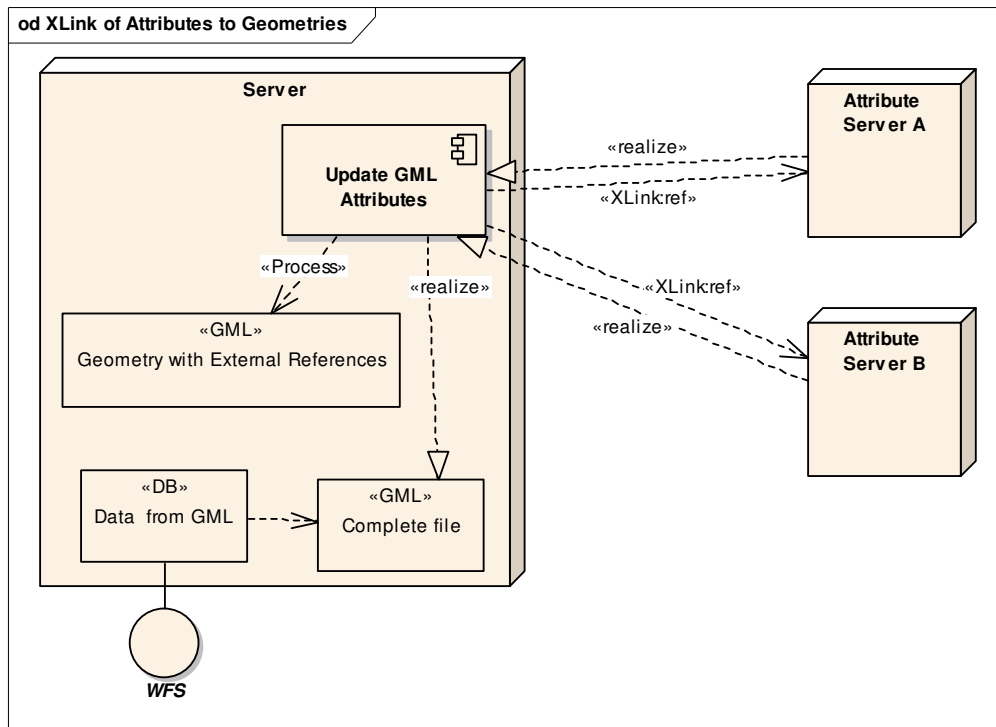 od XLink of Attributes to Geometries
Server
Attribute
Server A
Update GML
Attributes
«realize»
«XLink:ref»
«Process»
«realize»
«XLink:ref»
«realize»
«GML»
Geometry with External References
Attribute
Server B
«DB»
Data from GML
«GML»
Complete file
WFS